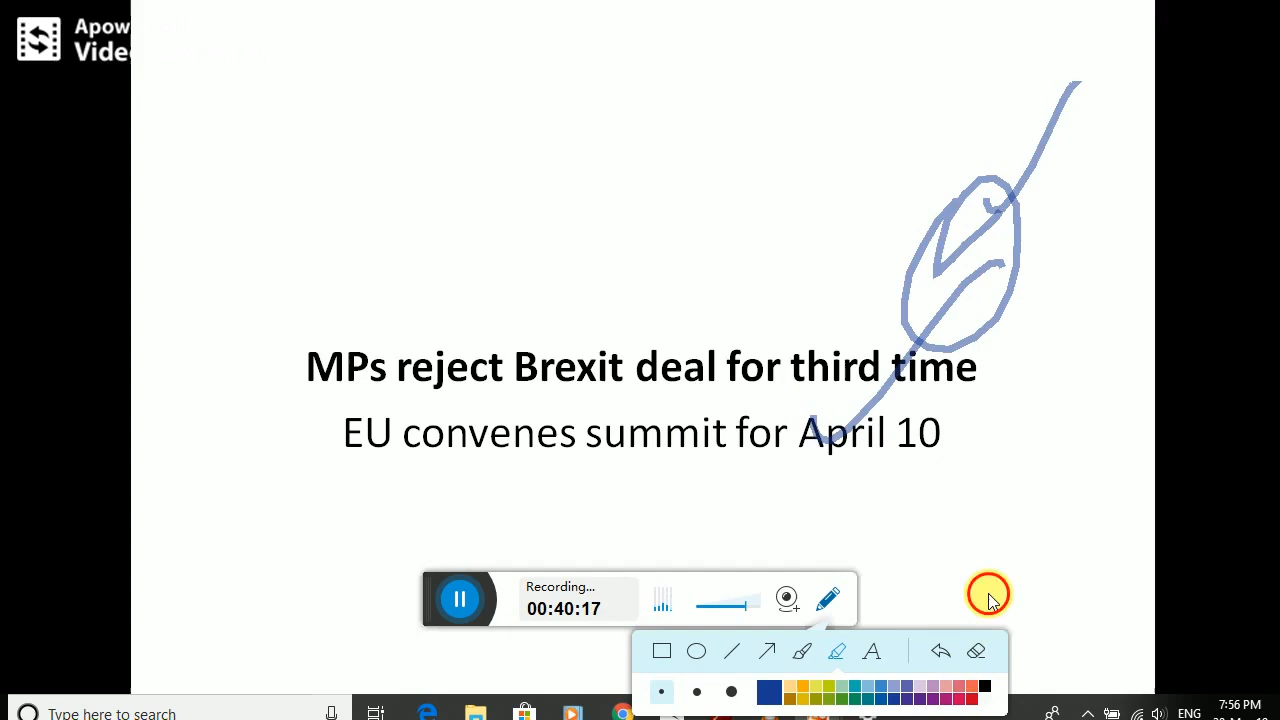 Apow
Vide
MPs reject Brexit deal for third time
EU convenes summit for April 10
Recording...
00:40:17
A
Type here to search
ENG
7:56 PM